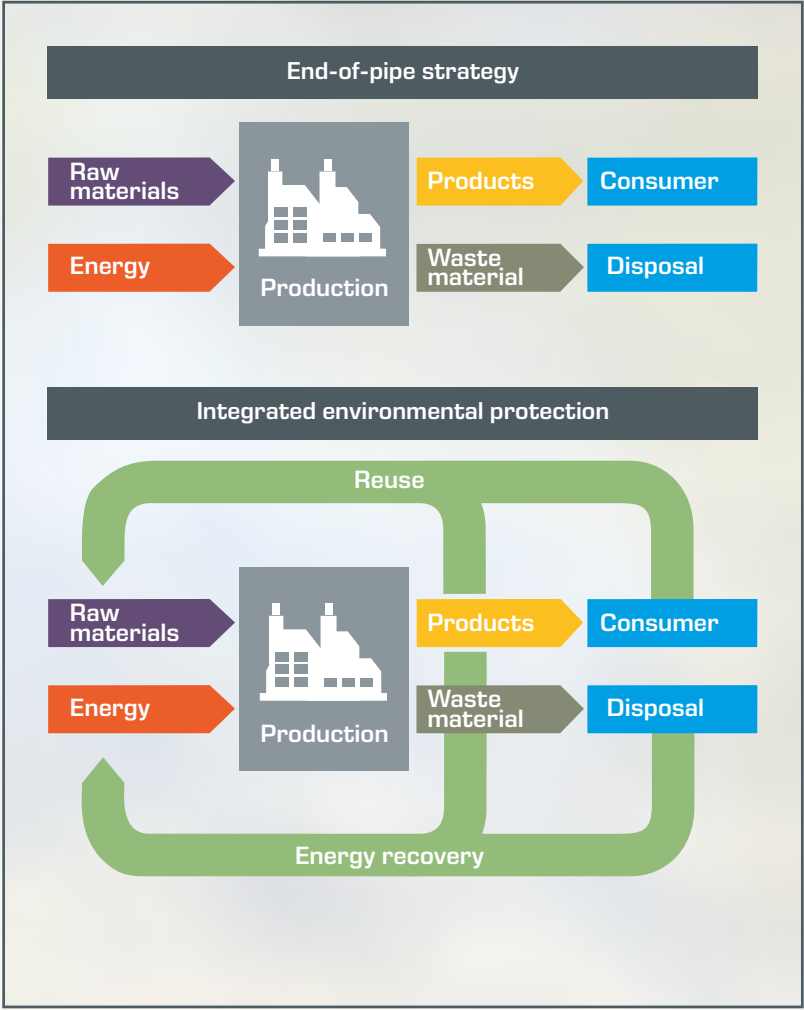 End-of-pipe strategy
Raw
materials
Products
Consumer
Energy
Waste
material
Disposal
Production
Integrated environmental protection
Reuse
Raw
materials
Products
Consumer
Energy
Waste
material
Disposal
Production
Energy recovery